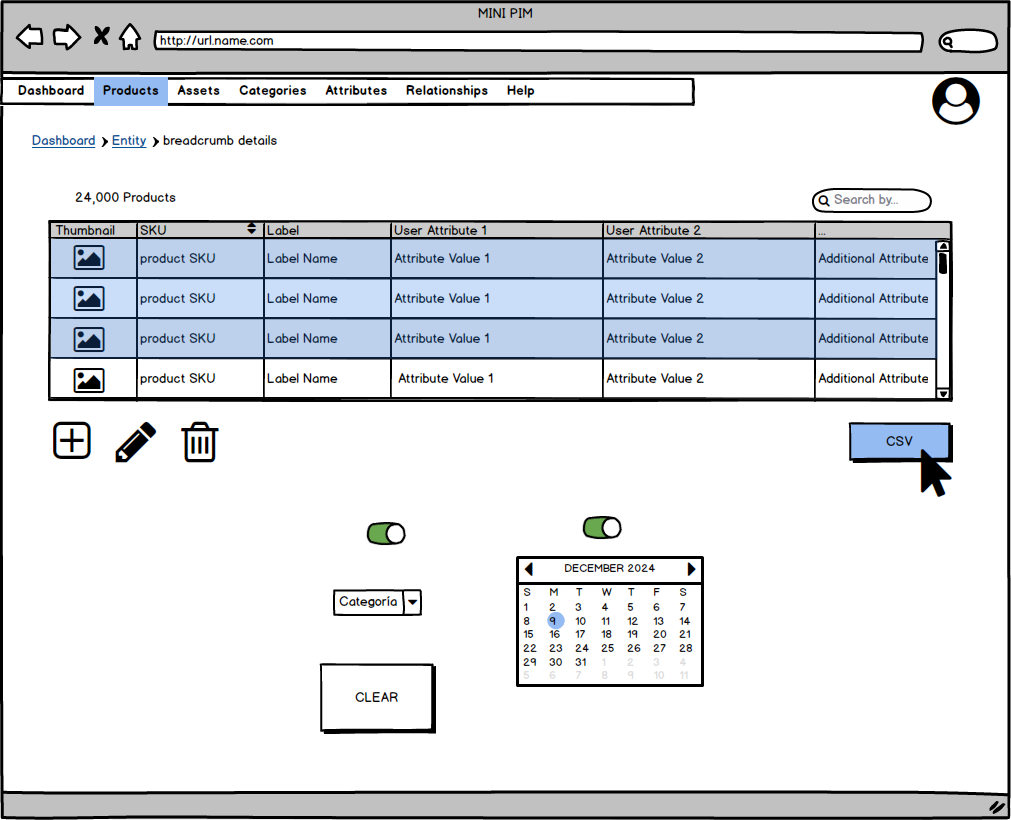 MINI PIM
http://url.name.com
Dashboard Products Assets Categories Attributes Relationships Help
Dashboard Entity breadcrumb details
24,000 Products
Search by...
Thumbnail SKU Label User Attribute 1 User Attribute 2 ...
product SKU Label Name Attribute Value 1 Attribute Value 2 Additional Attribute
product SKU Label Name Attribute Value 1 Attribute Value 2 Additional Attribute
product SKU Label Name Attribute Value 1 Attribute Value 2 Additional Attribute
product SKU Label Name Attribute Value 1 Attribute Value 2 Additional Attribute
CSV
DECEMBER 2024
S M T W T F S
1 2 3 4 5 6 7
8 9 10 11 12 13 14
15 16 17 18 19 20 21
22 23 24 25 26 27 28
29 30 31 1 2 3 4
5 6 7 8 9 10 11
Categoría
CLEAR